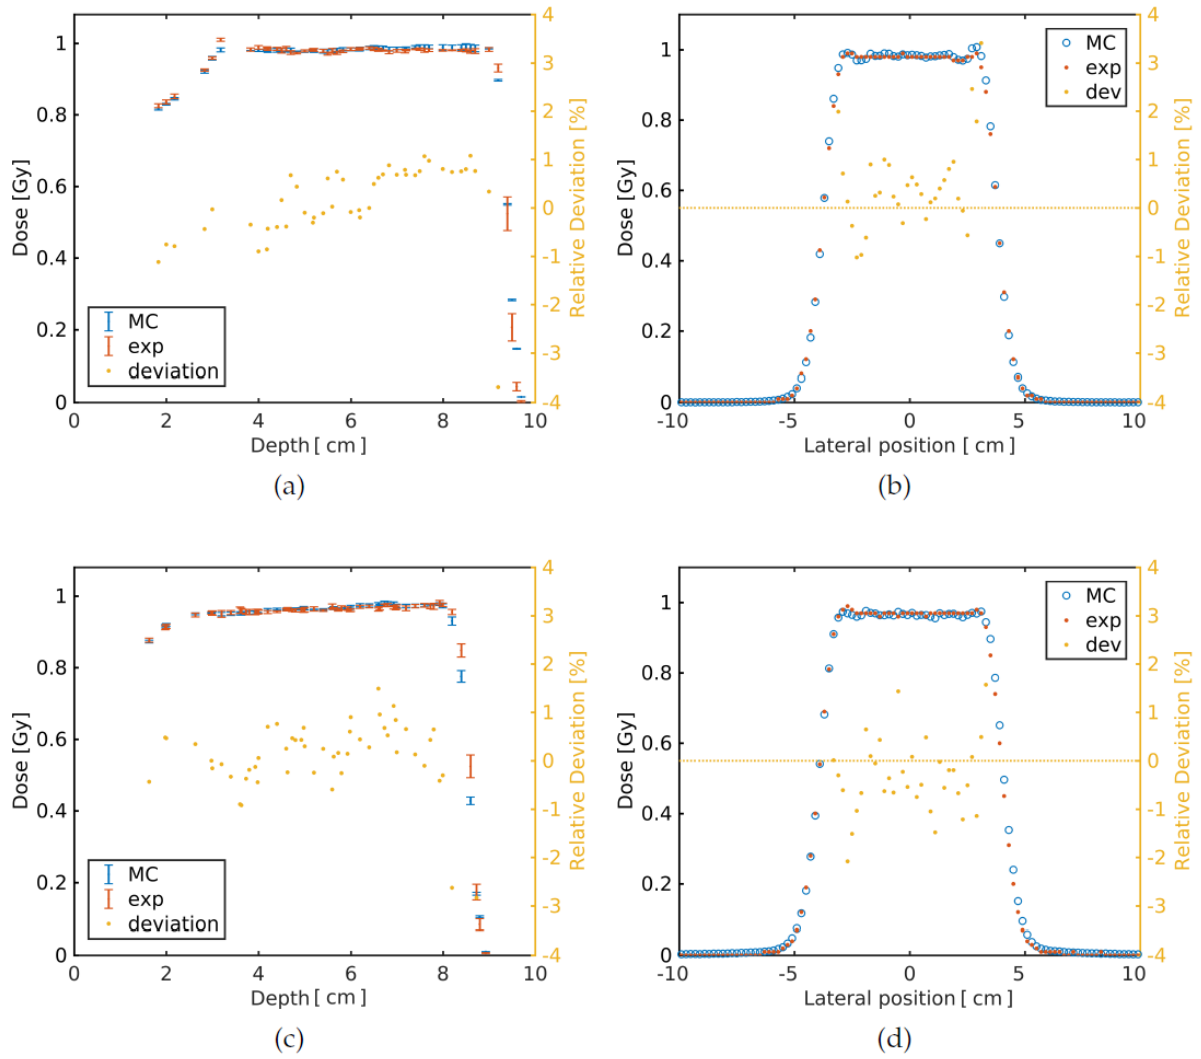 1
0.8
0.6
0.4
0.2
0
Dose [Gy]
4
3
2
1
0
-1
-2
-3
-4
Relative Deviation [%]
MC
exp
deviation
0
2
4
6
8
10
Depth [ cm]
(a)
1
0.8
0.6
0.4
0.2
0
Dose [Gy]
4
3
2
1
0
-1
-2
-3
-4
Relative Deviation [%]
MC
exp
dev
-10
-5
0
5
10
Lateral position [ cm]
(b)
1
0.8
0.6
0.4
0.2
0
Dose [Gy]
4
3
2
1
0
-1
-2
-3
-4
Relative Deviation [%]
MC
exp
deviation
0
2
4
6
8
10
Depth [ cm]
(c)
1
0.8
0.6
0.4
0.2
0
Dose [Gy]
4
3
2
1
0
-1
-2
-3
-4
Relative Deviation [%]
MC
exp
dev
-10
-5
0
5
10
Lateral position [ cm]
(d)